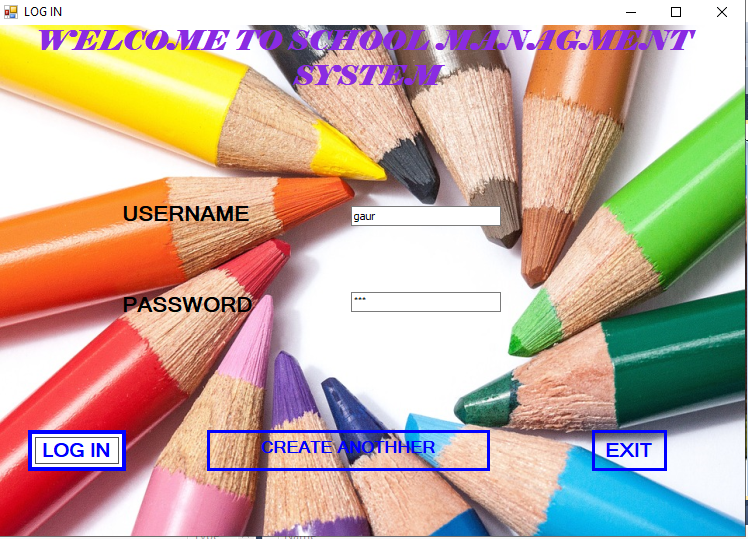 LOG IN
WELCOME TO SCHOOL MANAGMENT
SYSTEM
USERNAME
gaur
PASSWORD
***
LOG IN
CREATE ANOTHHER
EXIT